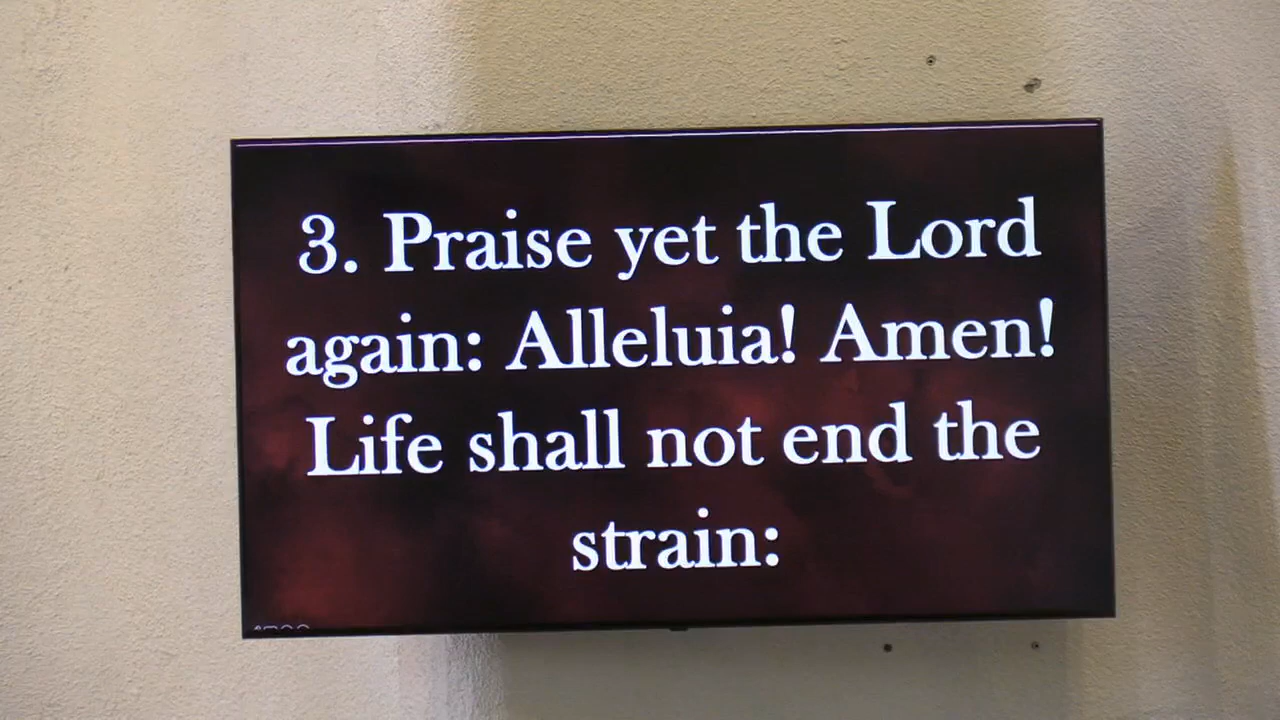 3. Praise yet the Lord
again: Alleluia! Amen!
Life shall not end the
strain: